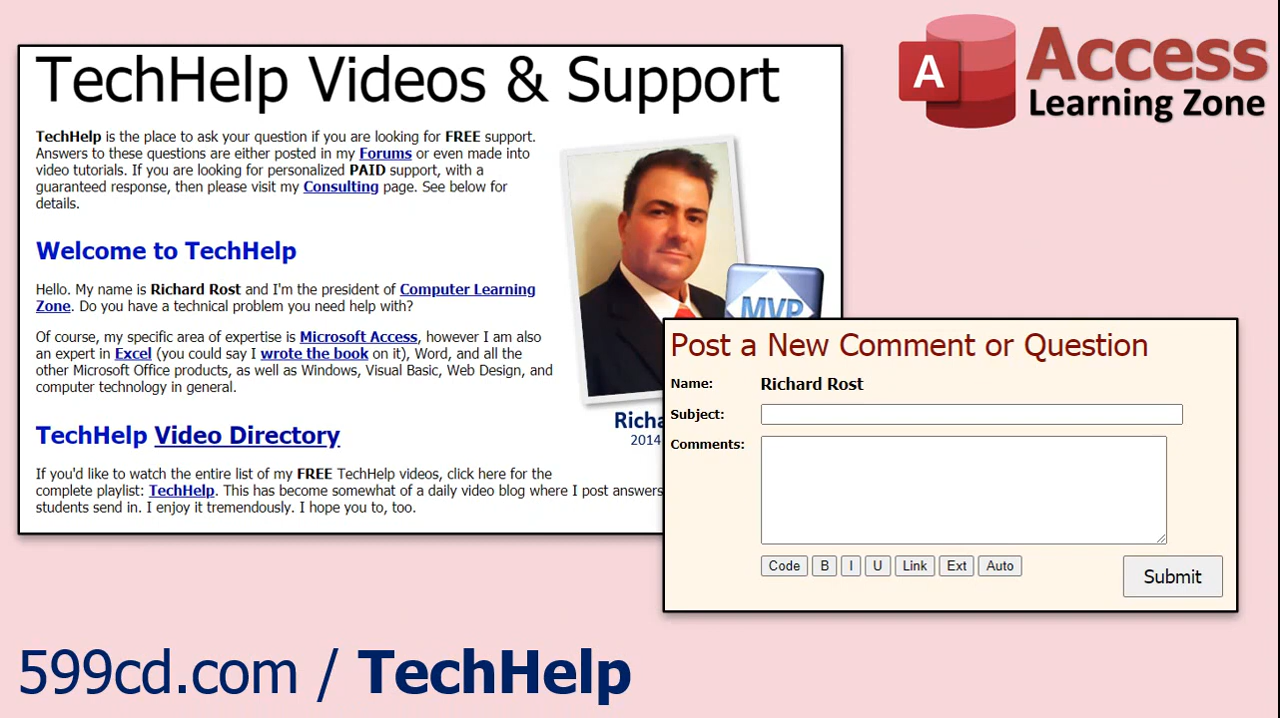 TechHelp Videos & Support
TechHelp is the place to ask your question if you are looking for FREE support.
Answers to these questions are either posted in my Forums or even made into
video tutorials. If you are looking for personalized PAID support, with a
guaranteed response, then please visit my Consulting page. See below for
details.
Welcome to TechHelp
Hello. My name is Richard Rost and I'm the president of Computer Learning
Zone. Do you have a technical problem you need help with?
Of course, my specific area of expertise is Microsoft Access, however I am also
an expert in Excel (you could say I wrote the book on it), Word, and all the
other Microsoft Office products, as well as Windows, Visual Basic, Web Design, and
computer technology in general.
TechHelp Video Directory
If you'd like to watch the entire list of my FREE TechHelp videos, click here for the
complete playlist: TechHelp. This has become somewhat of a daily video blog where I post answers
students send in. I enjoy it tremendously. I hope you to, too.
MVP
Richa
2014
A
Access
Learning Zone
Post a New Comment or Question
Name: Richard Rost
Subject:
Comments:
Code B I U Link Ext Auto
Submit
599cd.com / TechHelp